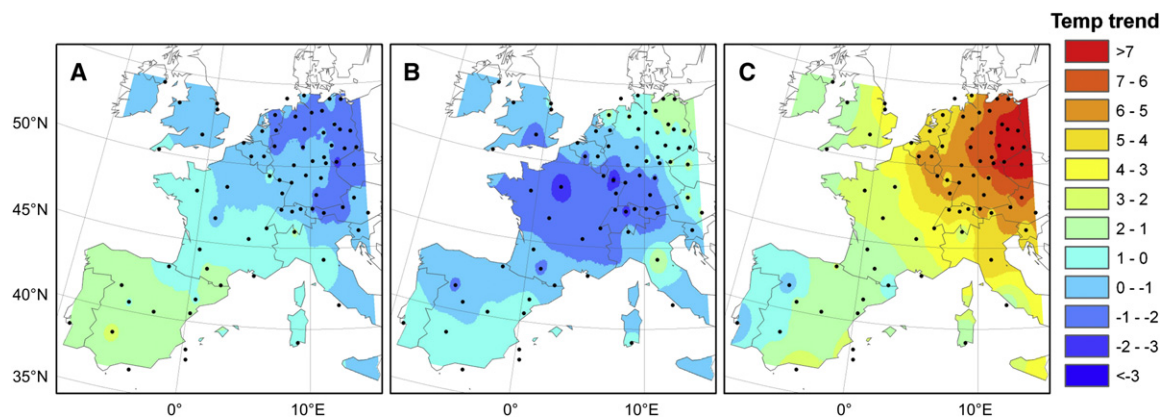 Temp trend
A
B
C
>7
7 - 6
6 - 5
5 - 4
4 - 3
3 - 2
2 - 1
1 - 0
0 - -1
-1 - -2
-2 - -3
<-3
50°N
45°N
40°N
35°N
0° 10°E 0° 10°E 0° 10°E